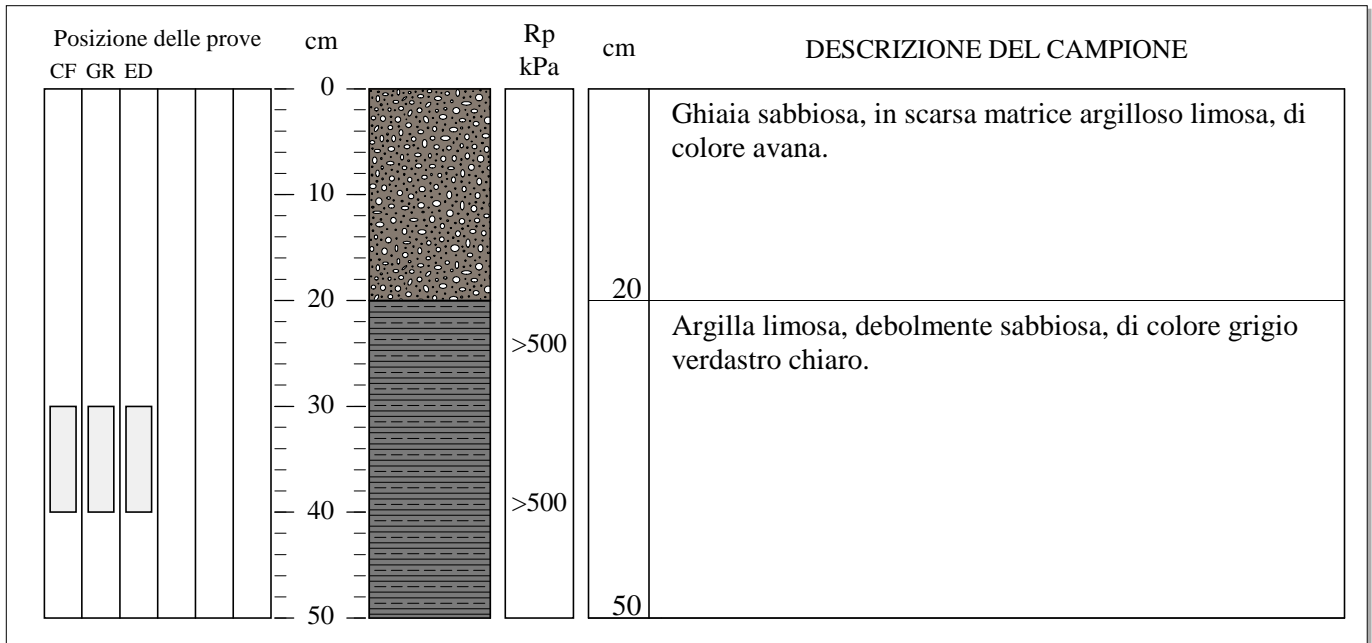 Posizione delle prove cm Rp cm DESCRIZIONE DEL CAMPIONE
CF GR ED kPa
0
Ghiaia sabbiosa, in scarsa matrice argilloso limosa, di
colore avana.
10
20 20
Argilla limosa, debolmente sabbiosa, di colore grigio
>500
verdastro chiaro.
30
>500
40
50 50